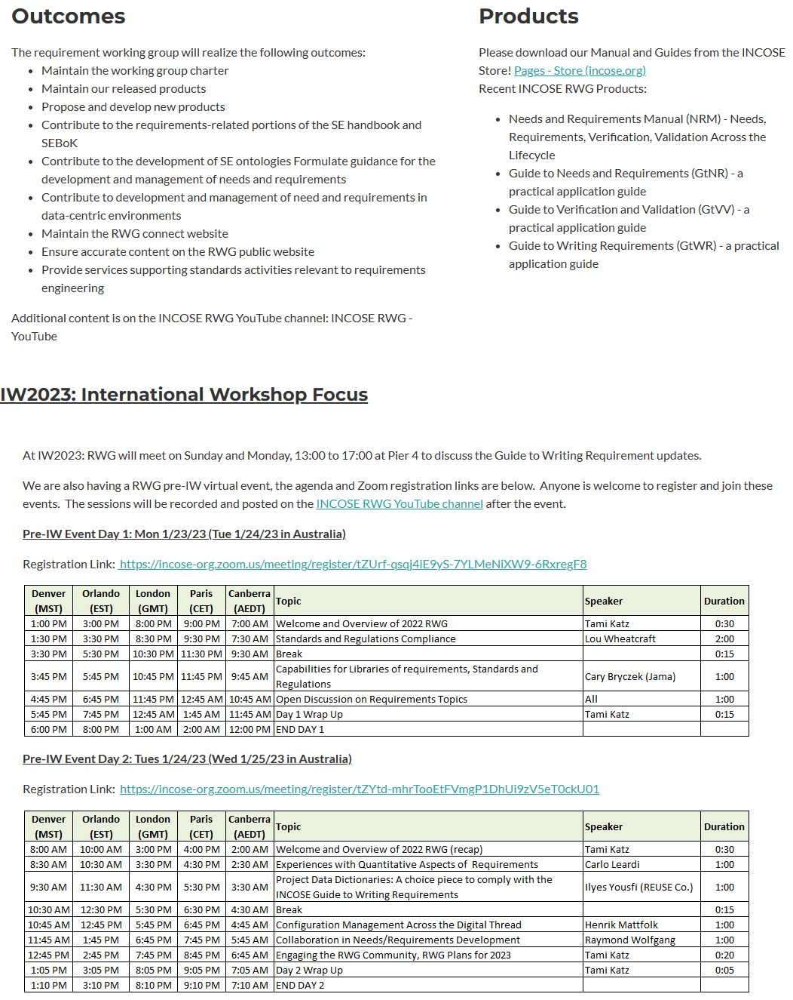 Outcomes
The requirement working group will realize the following outcomes:
• Maintain the working group charter
• Maintain our released products
• Propose and develop new products
• Contribute to the requirements-related portions of the SE handbook and
SEBoK
• Contribute to the development of SE ontologies Formulate guidance for the
development and management of needs and requirements
• Contribute to development and management of need and requirements in
data-centric environments
• Maintain the RWG connect website
• Ensure accurate content on the RWG public website
• Provide services supporting standards activities relevant to requirements
engineering
Additional content is on the INCOSE RWG YouTube channel: INCOSE RWG -
YouTube
Products
Please download our Manual and Guides from the INCOSE
Store! Pages - Store (incose.org)
Recent INCOSE RWG Products:
• Needs and Requirements Manual (NRM) - Needs,
Requirements, Verification, Validation Across the
Lifecycle
• Guide to Needs and Requirements (GtNR) - a
practical application guide
• Guide to Verification and Validation (GtVV) - a
practical application guide
• Guide to Writing Requirements (GtWR) - a practical
application guide
IW2023: International Workshop Focus
At IW2023: RWG will meet on Sunday and Monday, 13:00 to 17:00 at Pier 4 to discuss the Guide to Writing Requirement updates.
We are also having a RWG pre-IW virtual event, the agenda and Zoom registration links are below. Anyone is welcome to register and join these
events. The sessions will be recorded and posted on the INCOSE RWG YouTube channel after the event.
Pre-IW Event Day 1: Mon 1/23/23 (Tue 1/24/23 in Australia)
Registration Link: https://incose-org.zoom.us/meeting/register/tZUrf-qsqj4iE9yS-7YLMeNiXW9-6RxregF8
Denver (MST) Orlando (EST) London (GMT) Paris (CET) Canberra (AEDT) Topic Speaker Duration
1:00 PM 3:00 PM 8:00 PM 9:00 PM 7:00 AM Welcome and Overview of 2022 RWG Tami Katz 0:30
1:30 PM 3:30 PM 8:30 PM 9:30 PM 7:30 AM Standards and Regulations Compliance Lou Wheatcraft 2:00
3:30 PM 5:30 PM 10:30 PM 11:30 PM 9:30 AM Break 0:15
3:45 PM 5:45 PM 10:45 PM 11:45 PM 9:45 AM Capabilities for Libraries of requirements, Standards and Regulations Cary Bryczek (Jama) 1:00
4:45 PM 6:45 PM 11:45 PM 12:45 AM 10:45 AM Open Discussion on Requirements Topics All 1:00
5:45 PM 7:45 PM 12:45 AM 1:45 AM 11:45 AM Day 1 Wrap Up Tami Katz 0:15
6:00 PM 8:00 PM 1:00 AM 2:00 AM 12:00 PM END DAY 1
Pre-IW Event Day 2: Tues 1/24/23 (Wed 1/25/23 in Australia)
Registration Link: https://incose-org.zoom.us/meeting/register/tZYtd-mhrTooEtFVmgP1DhUi9zV5eT0ckU01
Denver (MST) Orlando (EST) London (GMT) Paris (CET) Canberra (AEDT) Topic Speaker Duration
8:00 AM 10:00 AM 3:00 PM 4:00 PM 2:00 AM Welcome and Overview of 2022 RWG (recap) Tami Katz 0:30
8:30 AM 10:30 AM 3:30 PM 4:30 PM 2:30 AM Experiences with Quantitative Aspects of Requirements Carlo Leardi 1:00
9:30 AM 11:30 AM 4:30 PM 5:30 PM 3:30 AM Project Data Dictionaries: A choice piece to comply with the INCOSE Guide to Writing Requirements Ilyes Yousfi (REUSE Co.) 1:00
10:30 AM 12:30 PM 5:30 PM 6:30 PM 4:30 AM Break 0:15
10:45 AM 12:45 PM 5:45 PM 6:45 PM 4:45 AM Configuration Management Across the Digital Thread Henrik Mattfolk 1:00
11:45 AM 1:45 PM 6:45 PM 7:45 PM 5:45 AM Collaboration in Needs/Requirements Development Raymond Wolfgang 1:00
12:45 PM 2:45 PM 7:45 PM 8:45 PM 6:45 AM Engaging the RWG Community, RWG Plans for 2023 Tami Katz 0:20
1:05 PM 3:05 PM 8:05 PM 9:05 PM 7:05 AM Day 2 Wrap Up Tami Katz 0:05
1:10 PM 3:10 PM 8:10 PM 9:10 PM 7:10 AM END DAY 2